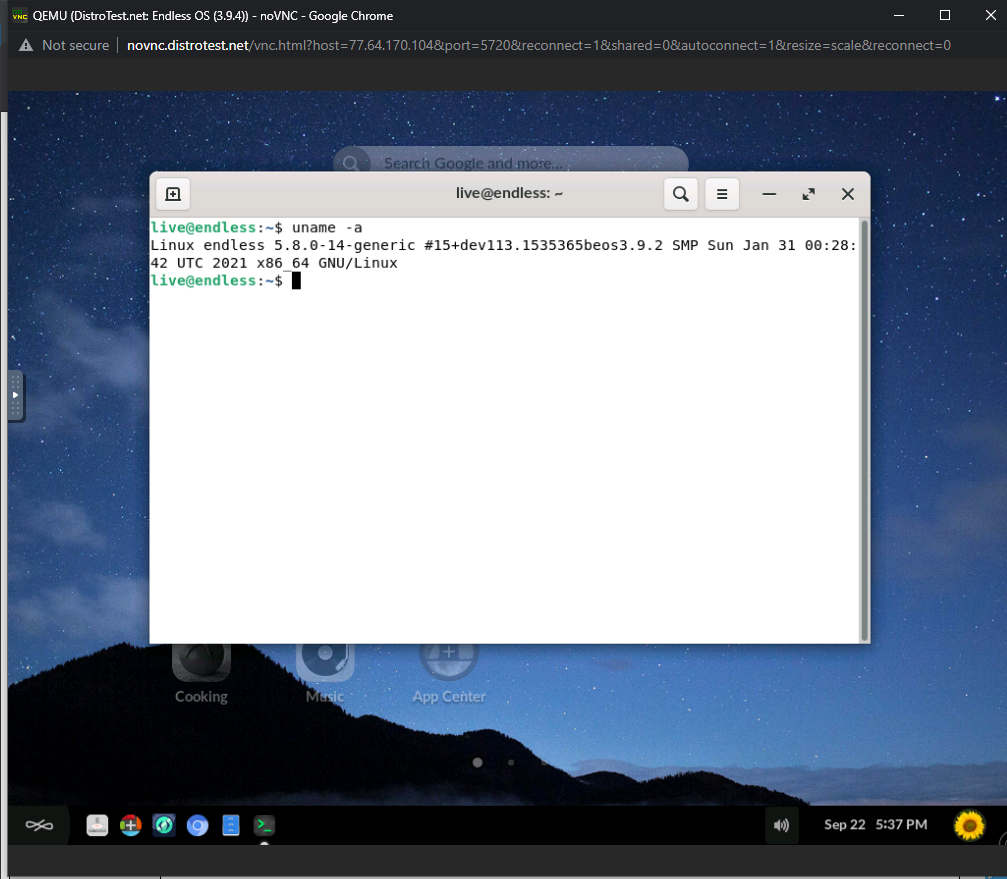 QEMU (DistroTest.net: Endless OS (3.9.4)) - noVNC - Google Chrome
Not secure | novnc.distrotest.net/vnc.html?host=77.64.170.104&port=5720&reconnect=1&shared=0&autoconnect=1&resize=scale&reconnect=0
Search Google and more...
live@endless: ~
live@endless:~$ uname -a
Linux endless 5.8.0-14-generic #15+dev113.1535365beos3.9.2 SMP Sun Jan 31 00:28:
42 UTC 2021 x86_64 GNU/Linux
live@endless:~$
Cooking
Music
App Center
Sep 22 5:37 PM